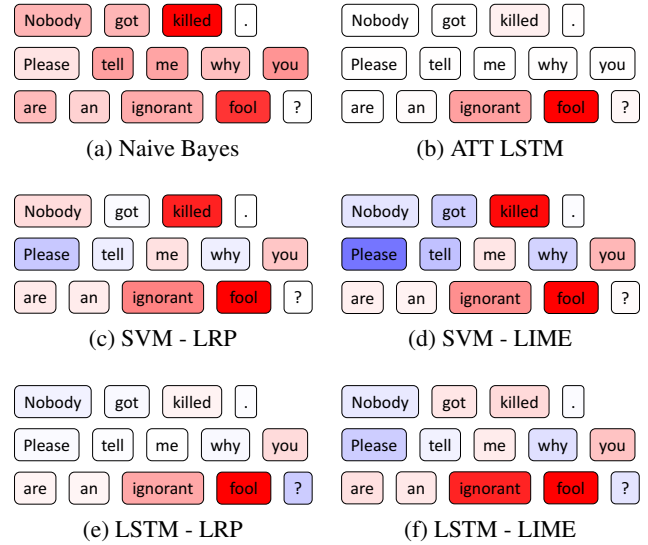 Nobody got killed .
Please tell me why you
are an ignorant fool ?
(a) Naive Bayes
Nobody got killed .
Please tell me why you
are an ignorant fool ?
(b) ATT LSTM
Nobody got killed .
Please tell me why you
are an ignorant fool ?
(c) SVM - LRP
Nobody got killed .
Please tell me why you
are an ignorant fool ?
(d) SVM - LIME
Nobody got killed .
Please tell me why you
are an ignorant fool ?
(e) LSTM - LRP
Nobody got killed .
Please tell me why you
are an ignorant fool ?
(f) LSTM - LIME